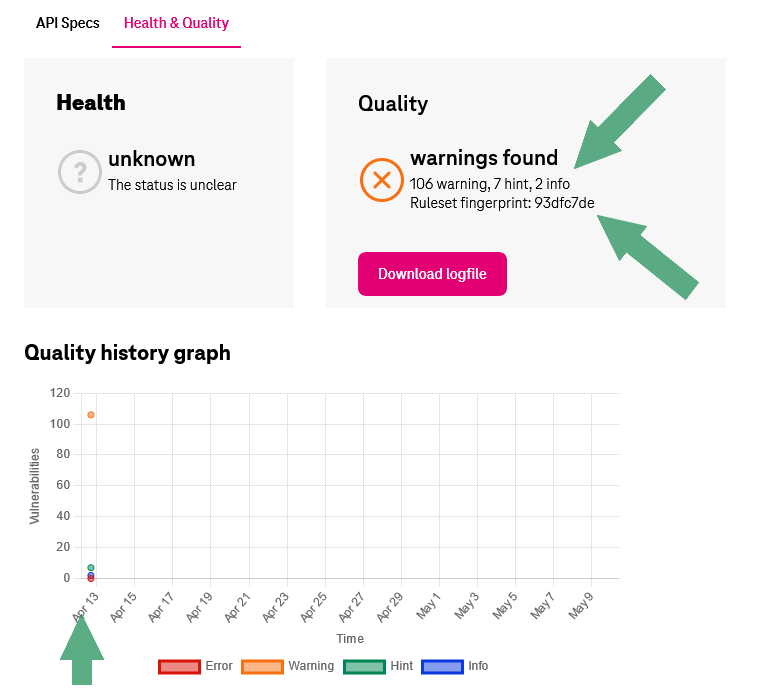 API Specs Health & Quality
Health
unknown
The status is unclear
?
Quality
warnings found
106 warning, 7 hint, 2 info
Ruleset fingerprint: 93dfc7de
Download logfile
Quality history graph
Vulnerabilities
120
100
80
60
40
20
0
Apr 13 Apr 15 Apr 17 Apr 19 Apr 21 Apr 23 Apr 25 Apr 27 Apr 29 May 1 May 3 May 5 May 7 May 9
Time
Error Warning Hint Info